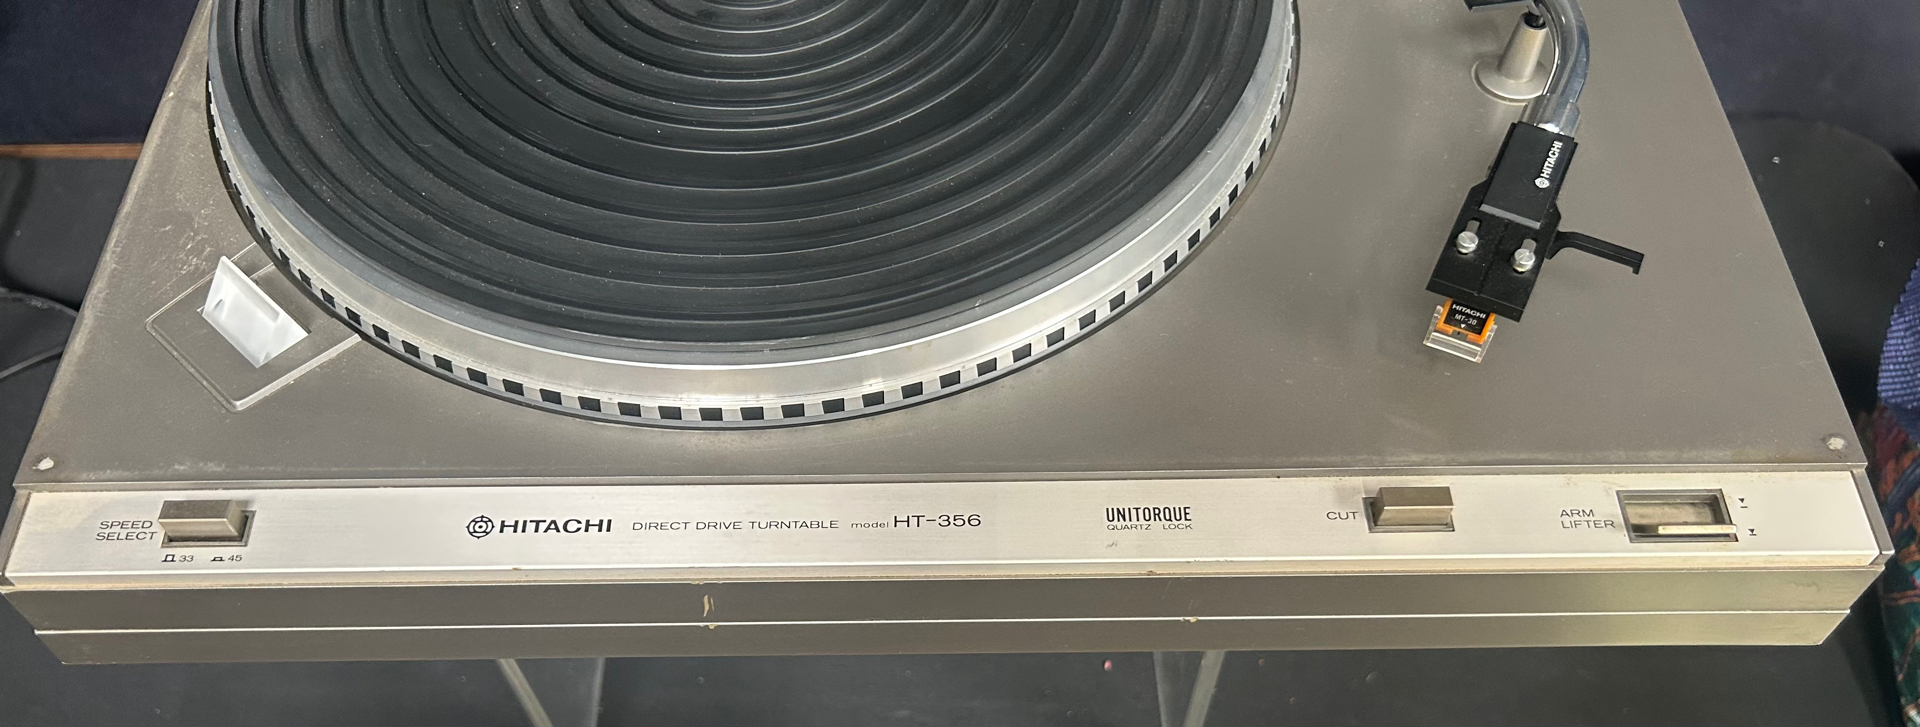 HITACHI
HITACHI
MT-30
SPEED
SELECT
33 45
HITACHI DIRECT DRIVE TURNTABLE model HT-356
UNITORQUE
QUARTZ LOCK
CUT
ARM
LIFTER